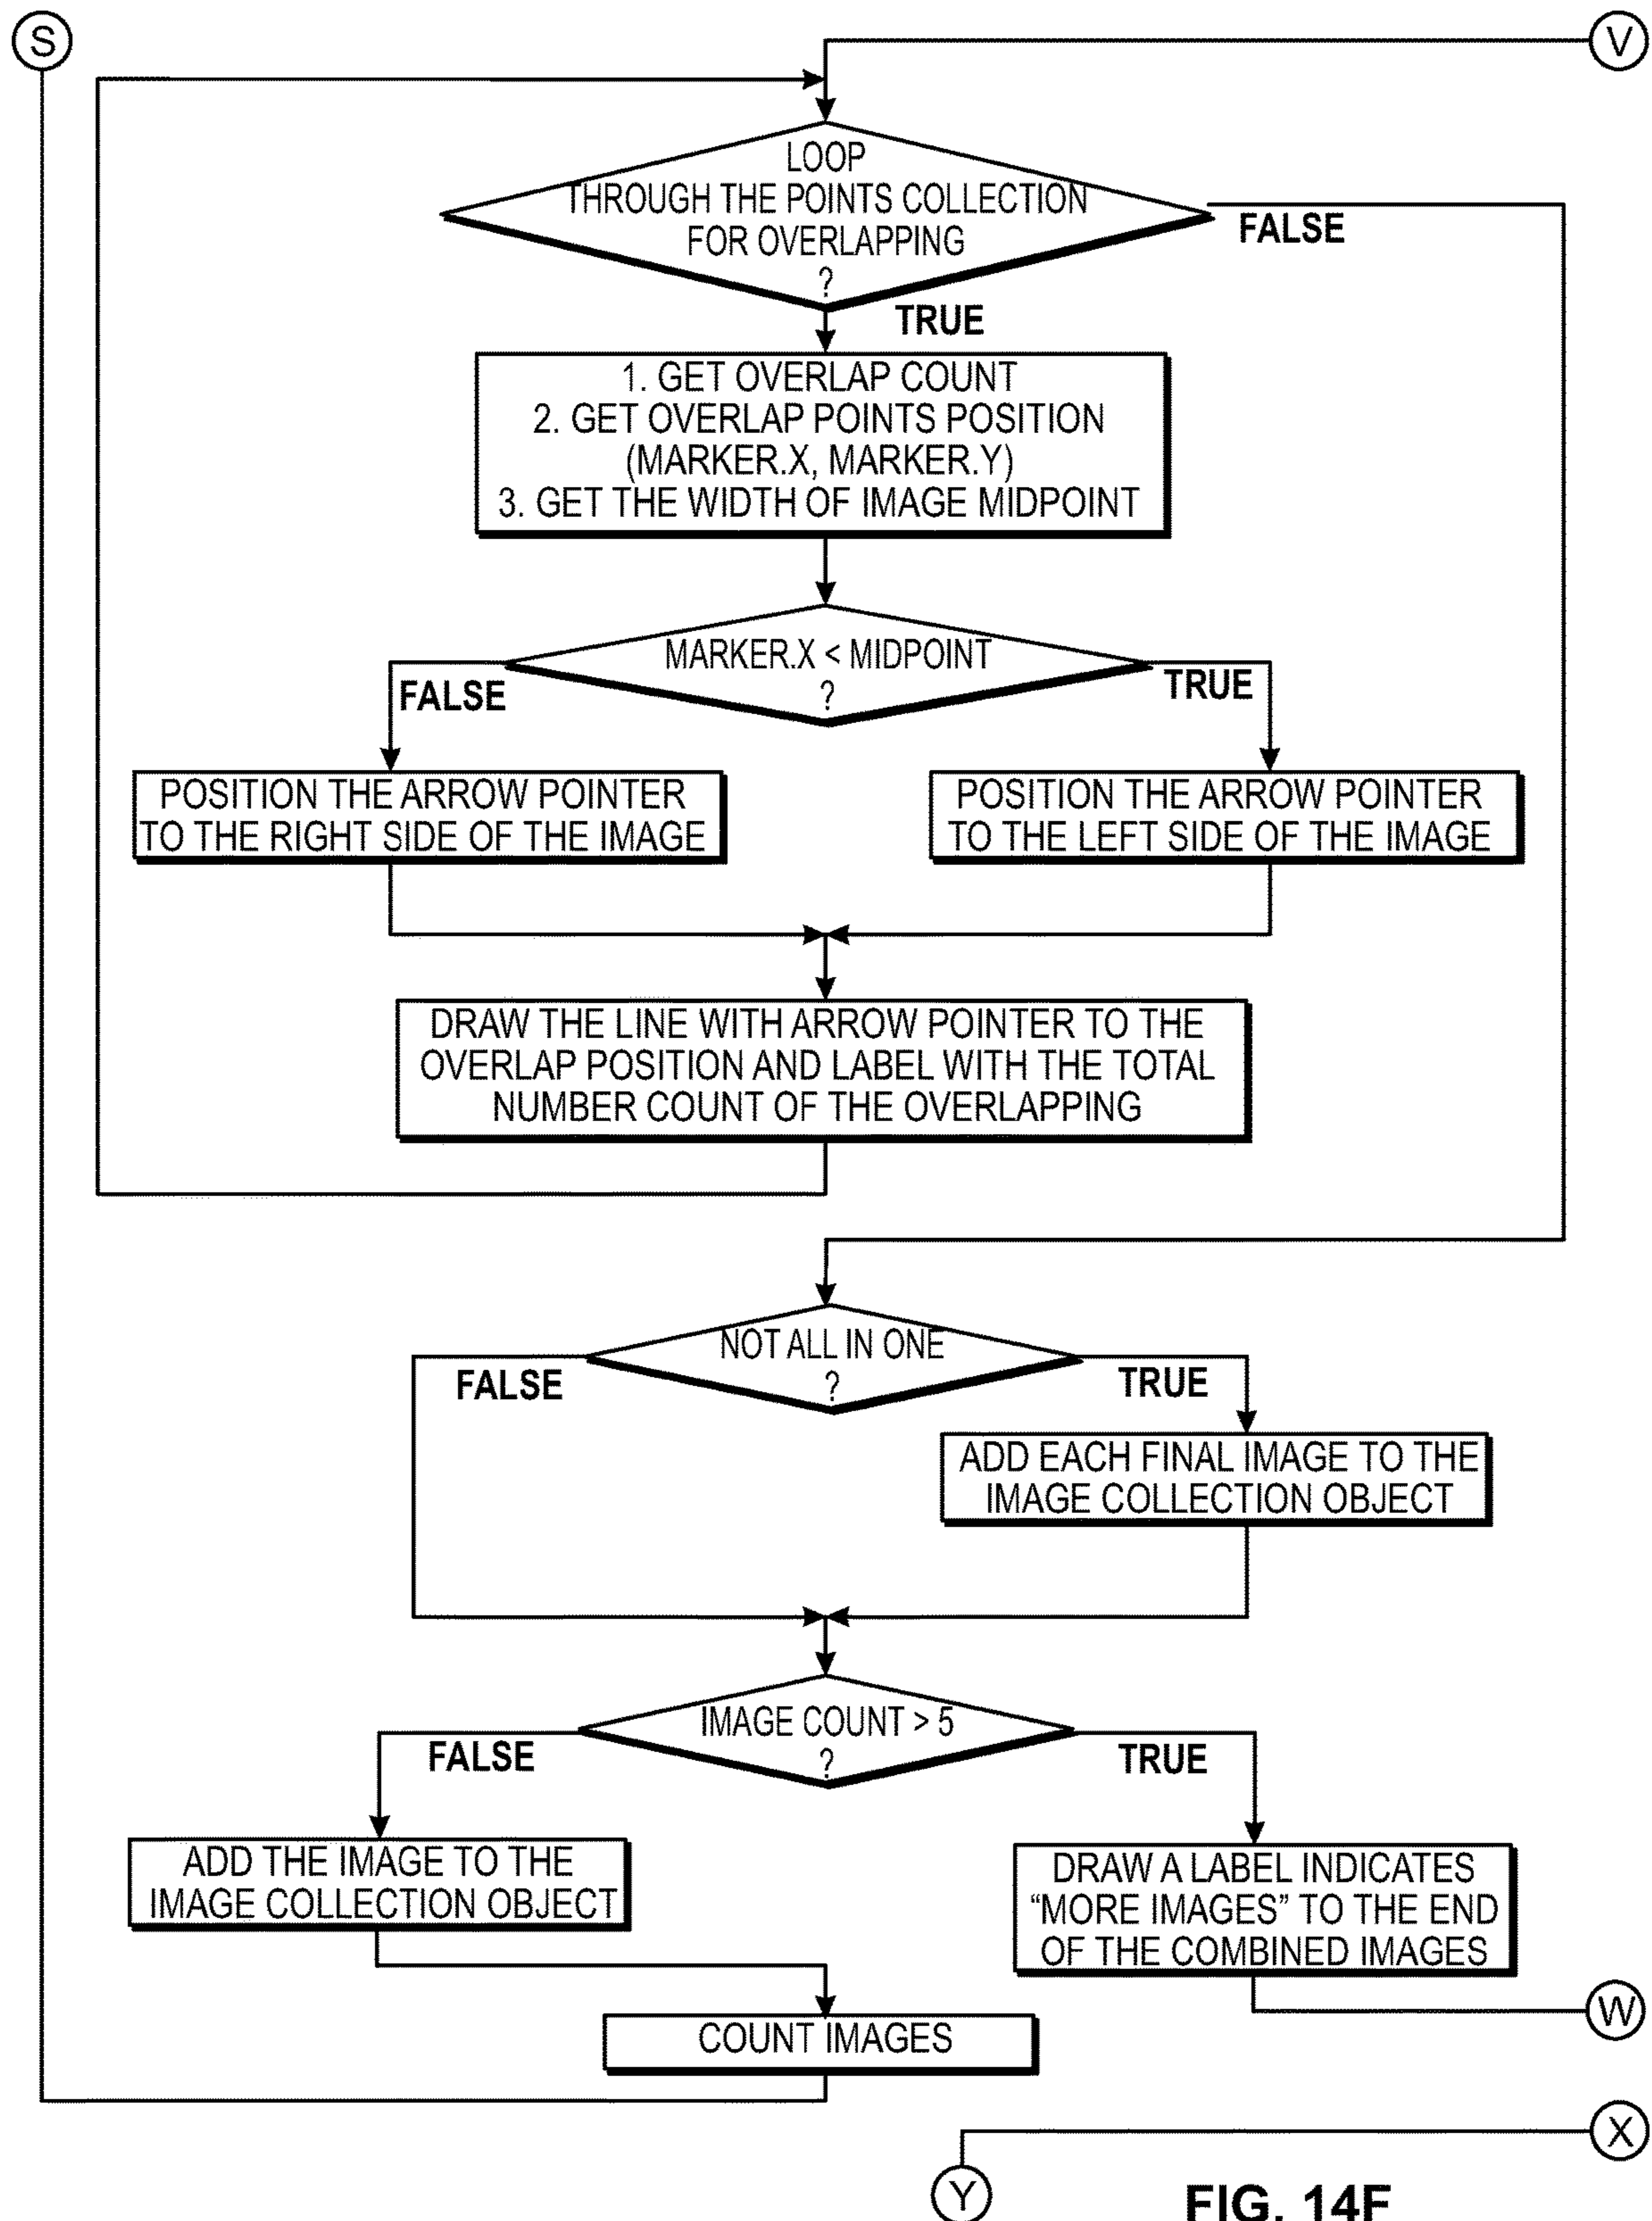 S
V
LOOP
THROUGH THE POINTS COLLECTION
FOR OVERLAPPING
?
FALSE
TRUE
1. GET OVERLAP COUNT
2. GET OVERLAP POINTS POSITION
(MARKER.X, MARKER.Y)
3. GET THE WIDTH OF IMAGE MIDPOINT
MARKER.X < MIDPOINT
?
FALSE
TRUE
POSITION THE ARROW POINTER
TO THE RIGHT SIDE OF THE IMAGE
POSITION THE ARROW POINTER
TO THE LEFT SIDE OF THE IMAGE
DRAW THE LINE WITH ARROW POINTER TO THE
OVERLAP POSITION AND LABEL WITH THE TOTAL
NUMBER COUNT OF THE OVERLAPPING
NOT ALL IN ONE
?
FALSE
TRUE
ADD EACH FINAL IMAGE TO THE
IMAGE COLLECTION OBJECT
IMAGE COUNT > 5
?
FALSE
TRUE
ADD THE IMAGE TO THE
IMAGE COLLECTION OBJECT
DRAW A LABEL INDICATES
“MORE IMAGES” TO THE END
OF THE COMBINED IMAGES
W
COUNT IMAGES
X
Y
FIG. 14F